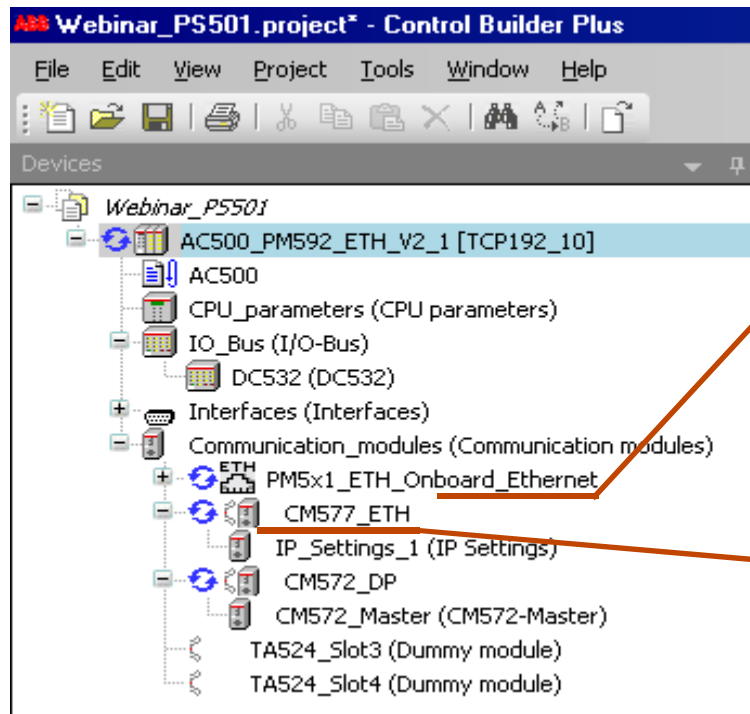 ABB Webinar_PS501.project* - Control Builder Plus
File Edit View Project Tools Window Help
A B
Devices
Webinar_PS501
AC500_PM592_ETH_V2_1 [TCP192_10]
AC500
CPU_parameters (CPU parameters)
IO_Bus (I/O-Bus)
DC532 (DC532)
Interfaces (Interfaces)
Communication_modules (Communication modules)
ETH PM5x1_ETH_Onboard_Ethernet
CM577_ETH
IP_Settings_1 (IP Settings)
CM572_DP
CM572_Master (CM572-Master)
TA524_Slot3 (Dummy module)
TA524_Slot4 (Dummy module)